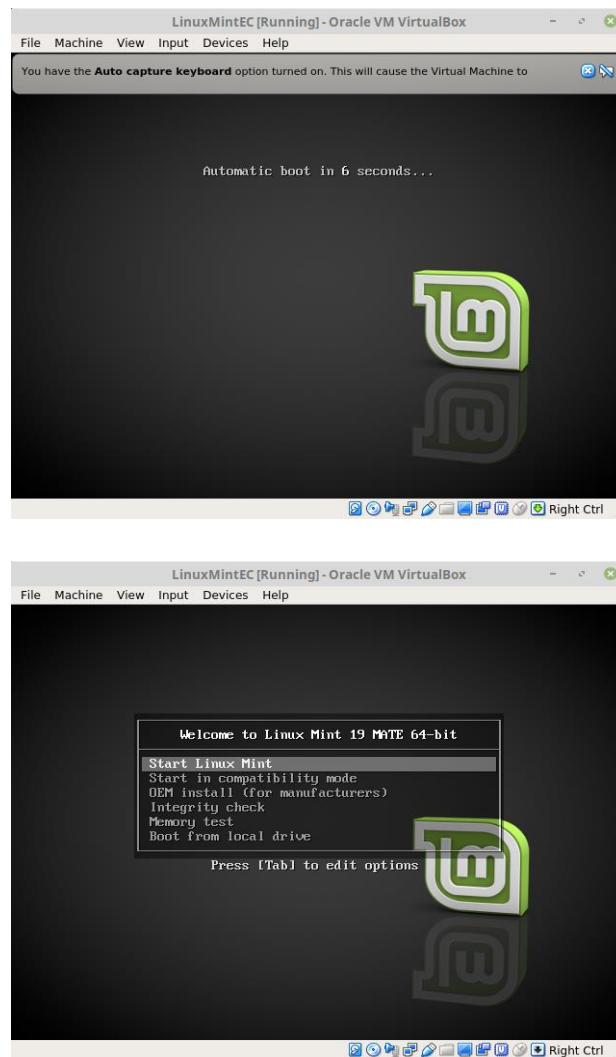 LinuxMintEC [Running] - Oracle VM VirtualBox
File Machine View Input Devices Help
You have the Auto capture keyboard option turned on. This will cause the Virtual Machine to
Automatic boot in 6 seconds...
Right Ctrl
LinuxMintEC [Running] - Oracle VM VirtualBox
File Machine View Input Devices Help
Welcome to Linux Mint 19 MATE 64-bit
Start Linux Mint
Start in compatibility mode
OEM install (for manufacturers)
Integrity check
Memory test
Boot from local drive
Press [Tab] to edit options
Right Ctrl